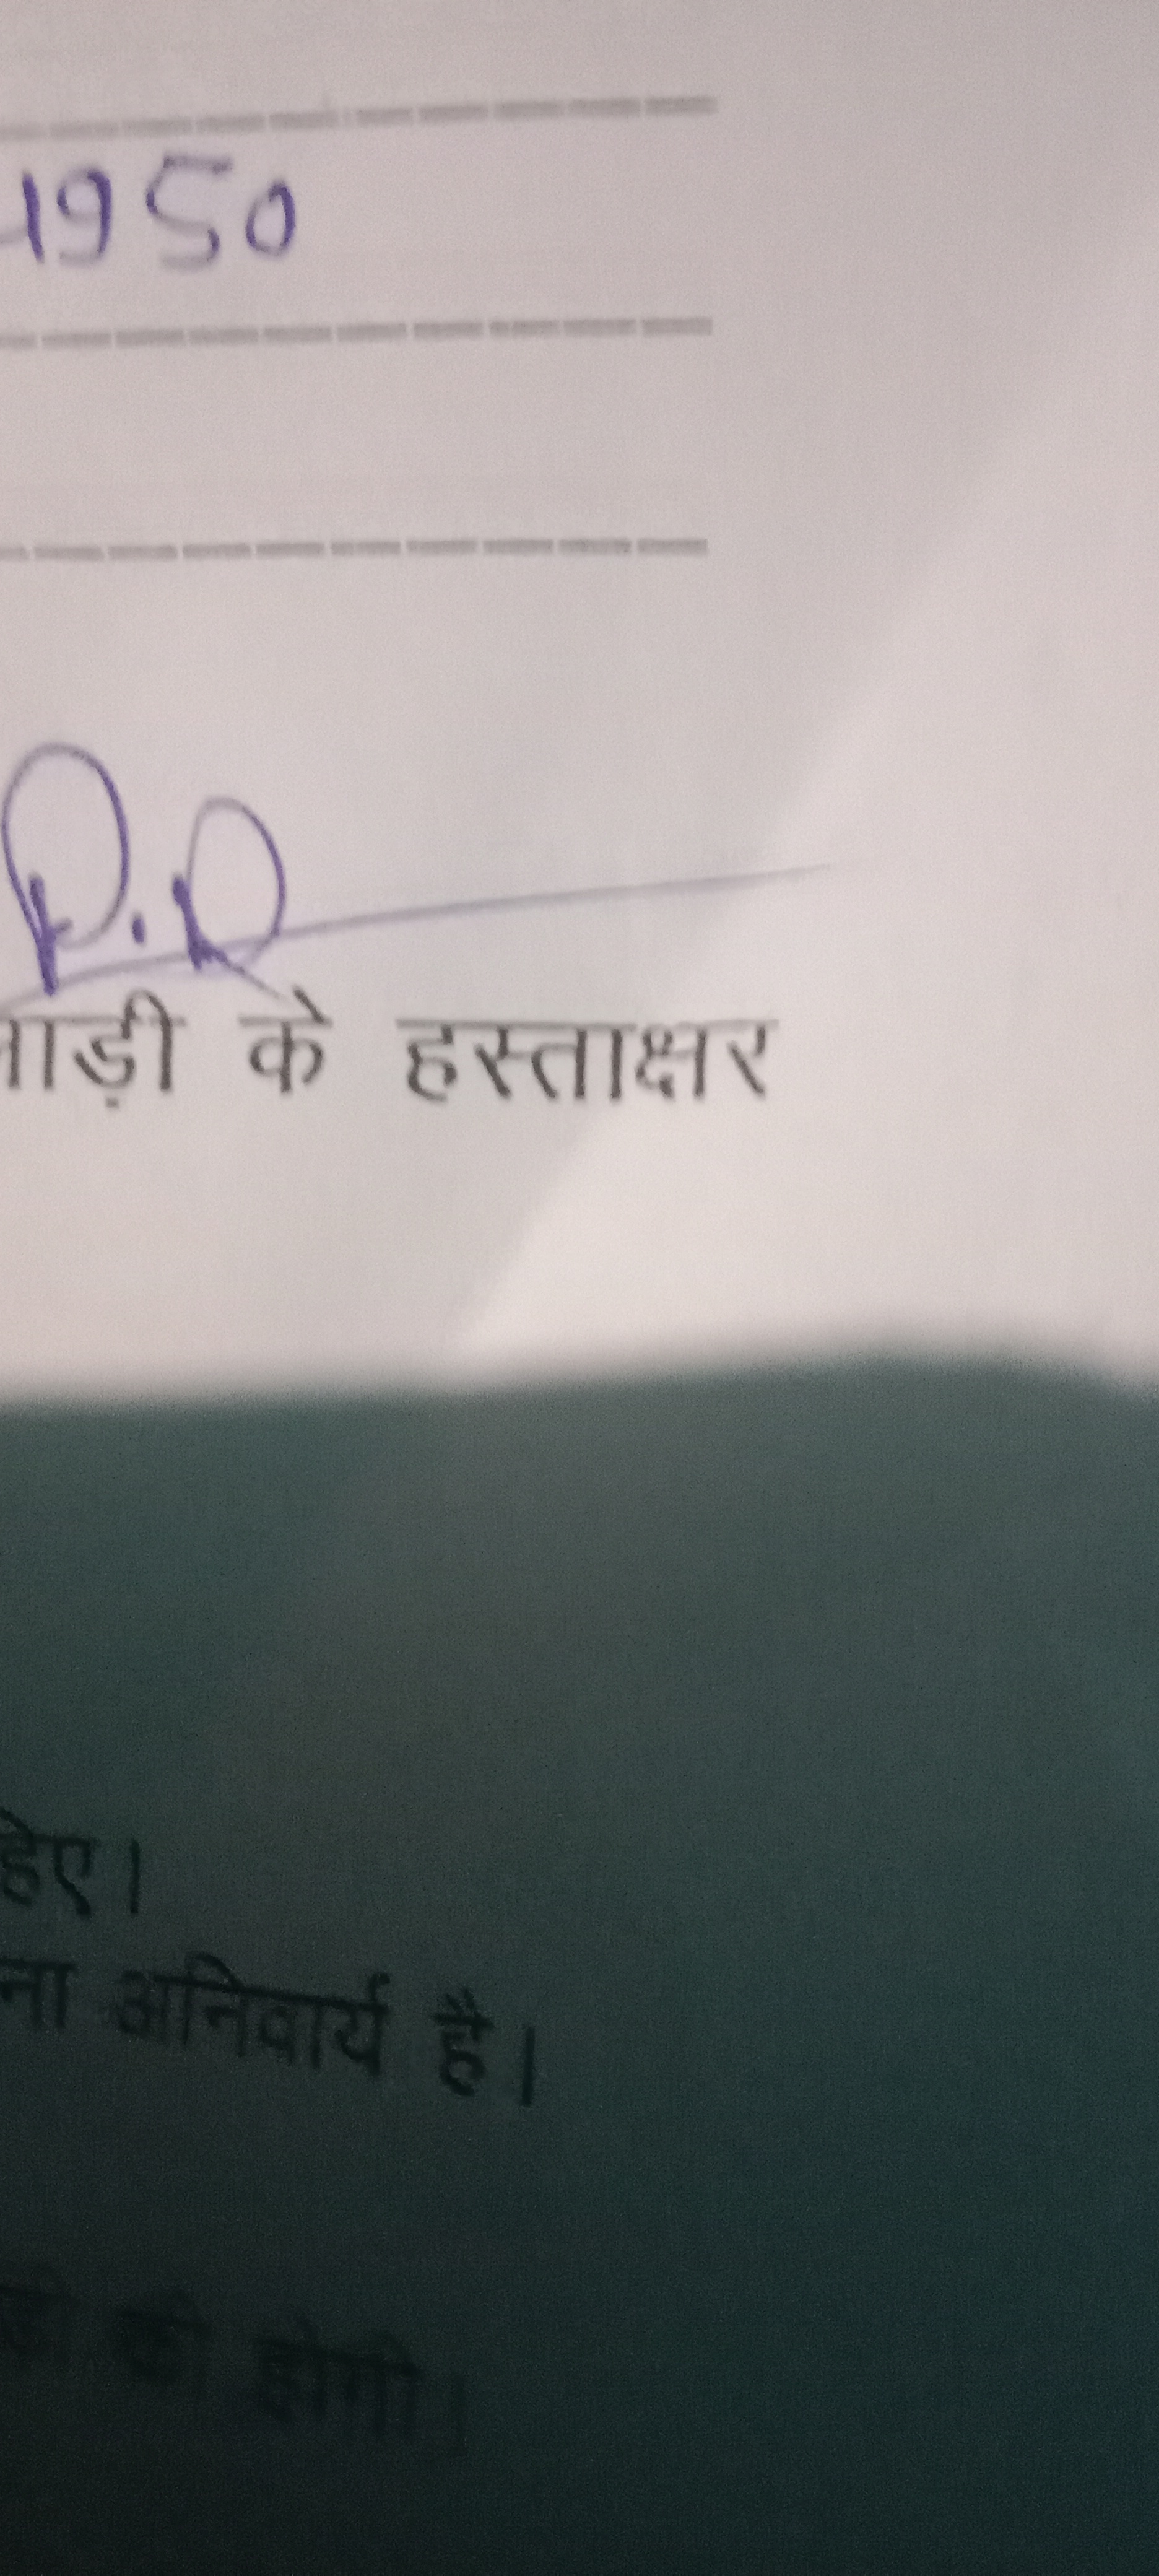 1950
P.D
लाड़ी के हस्ताक्षर
हिए।
ना अनिवार्य है।
की होगी।